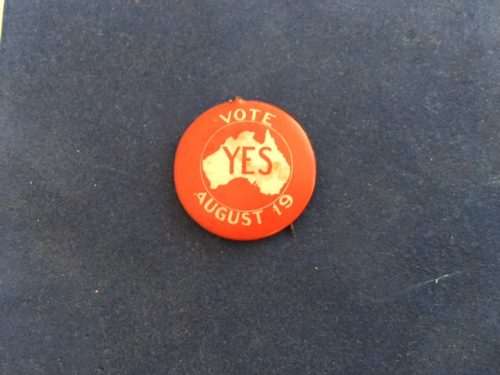 VOTE
YES
AUGUST 19